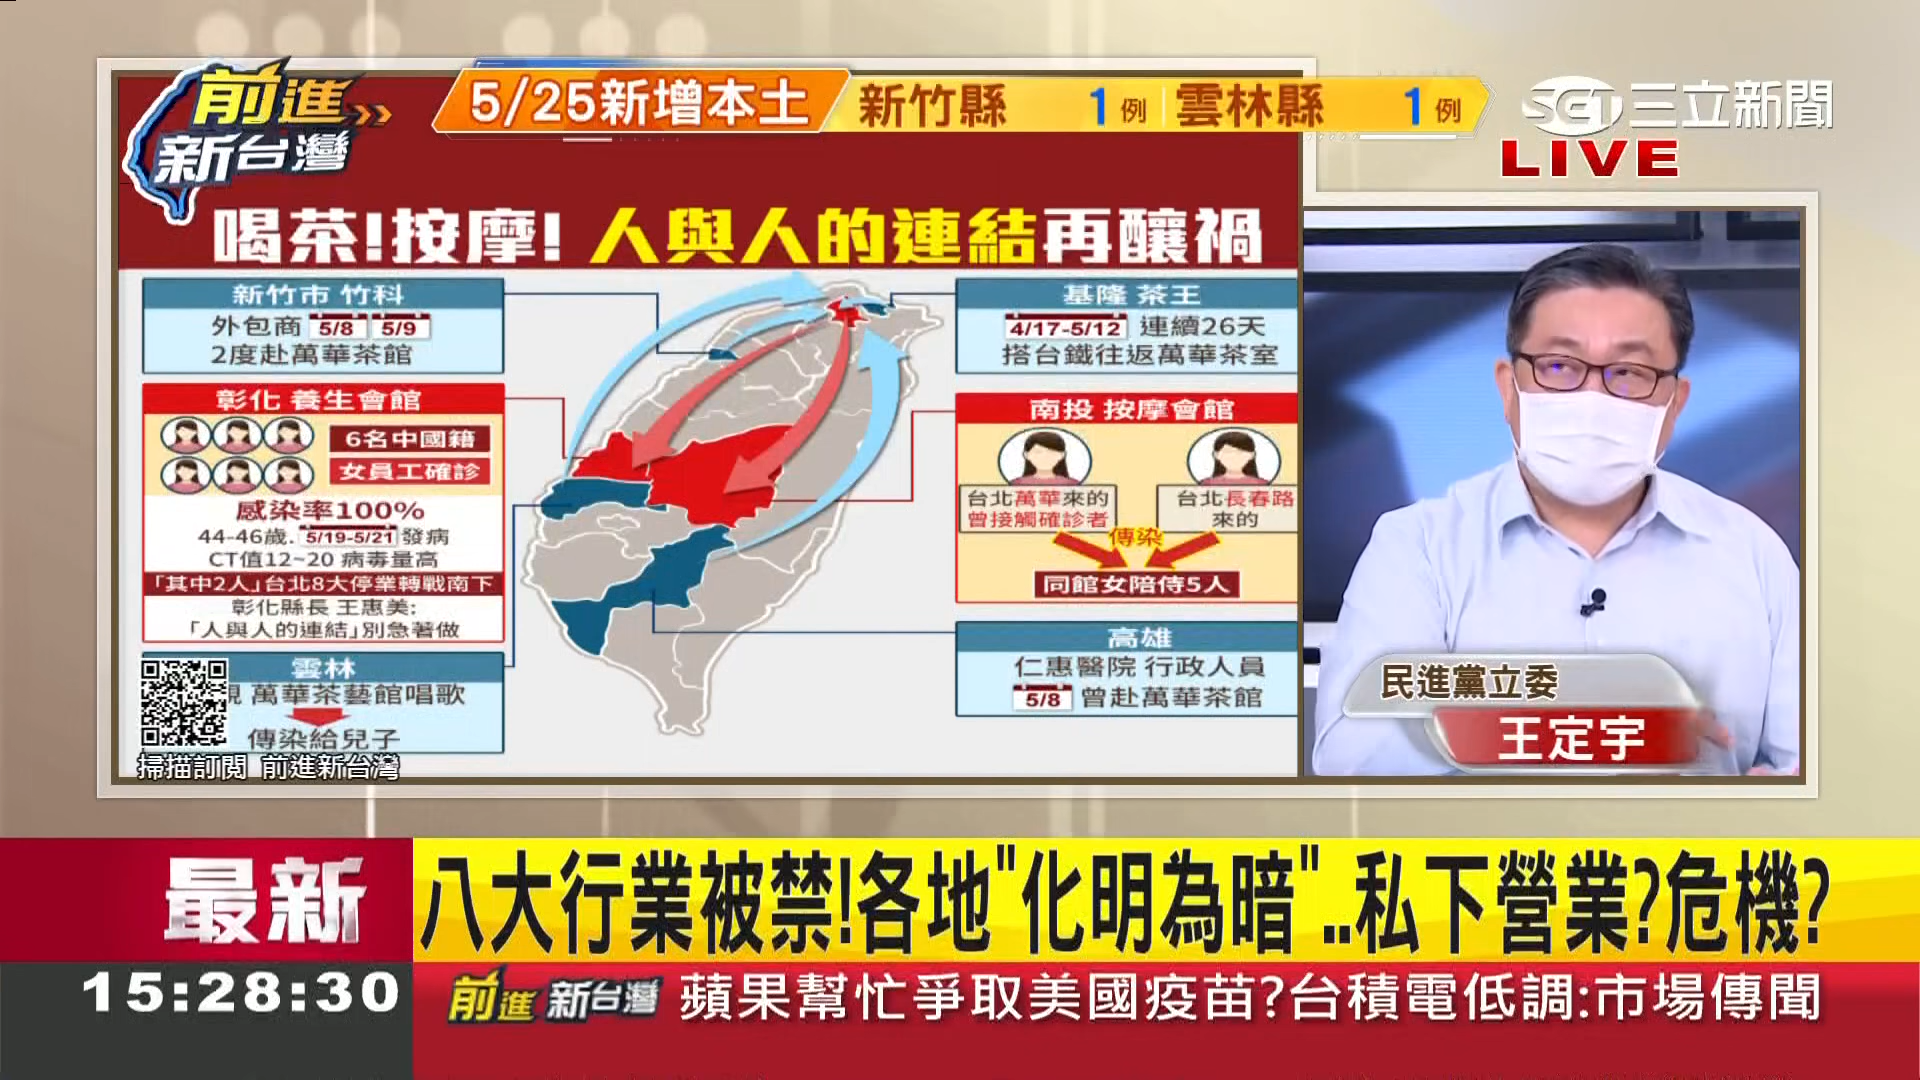 前進
新台灣
5/25新增本土 新竹縣 1例 雲林縣 1例
SET三立新聞
LIVE
喝茶!按摩! 人與人的連結再釀禍
新竹市 竹科
外包商 5/8 5/9
2度赴萬華茶館
彰化 養生會館
6名中國籍
女員工確診
感染率100%
44-46歲. 5/19-5/21 發病
CT值12~20 病毒量高
「其中2人」台北8大停業轉戰南下
彰化縣長 王惠美:
「人與人的連結」別急著做
雲林
萬華茶藝館唱歌
傳染給兒子
掃描訂閱 前進新台灣
基隆 茶王
4/17-5/12 連續26天
搭台鐵往返萬華茶室
南投 按摩會館
台北萬華來的
曾接觸確診者
台北長春路
來的
傳染
同館女陪侍5人
高雄
仁惠醫院 行政人員
5/8 曾赴萬華茶館
民進黨立委
王定宇
最新
八大行業被禁!各地"化明為暗"..私下營業?危機?
15:28:30
前進新台灣 蘋果幫忙爭取美國疫苗?台積電低調:市場傳聞